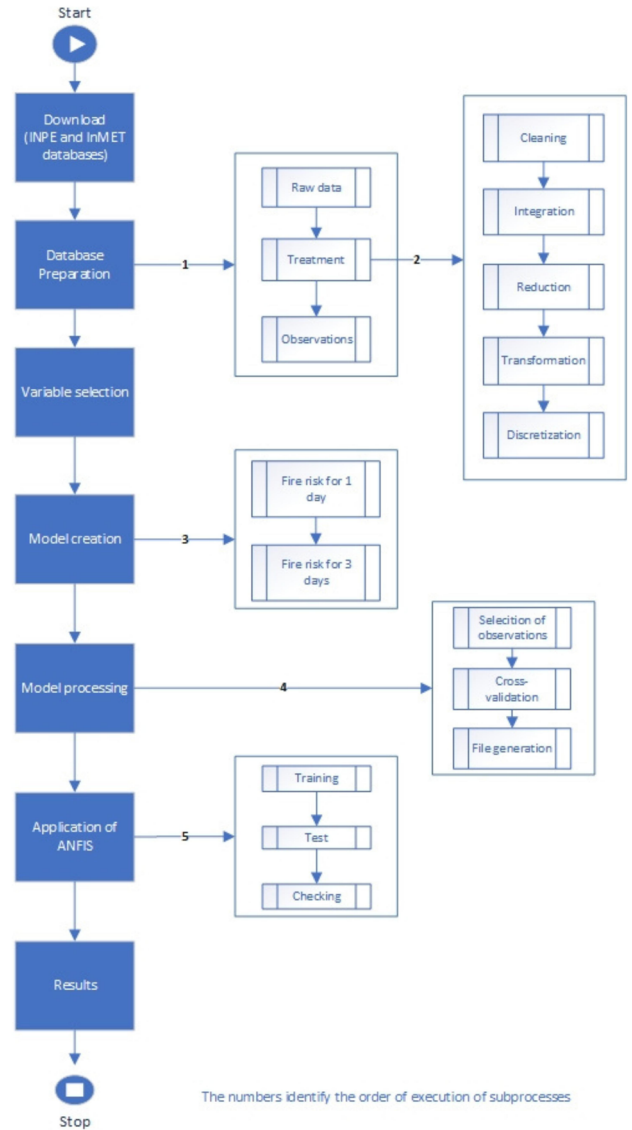 Start
Download
(INPE and InMET
databases)
Database
Preparation
1
Raw data
Treatment
Observations
2
Cleaning
Integration
Reduction
Transformation
Discretization
Variable selection
Model creation
3
Fire risk for 1
day
Fire risk for 3
days
Model processing
4
Selecition of
observations
Cross-
validation
File generation
Application of
ANFIS
5
Training
Test
Checking
Results
Stop
The numbers identify the order of execution of subprocesses